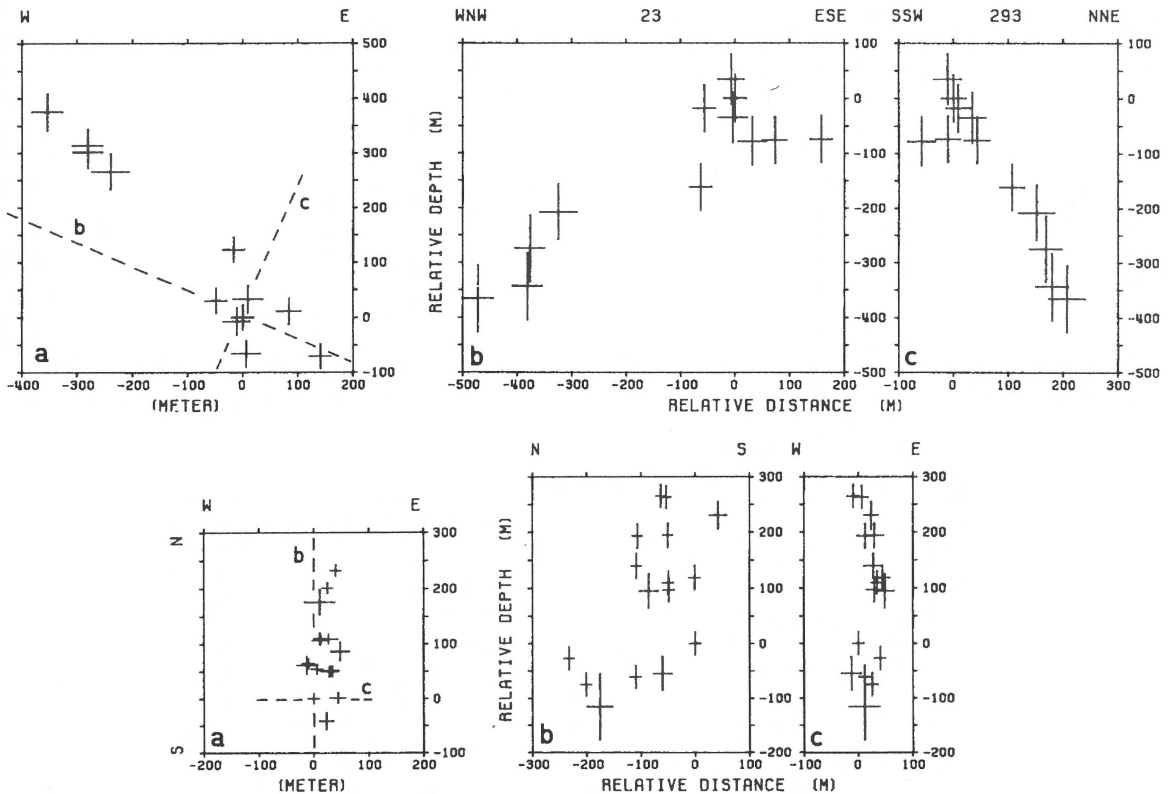 W E
WNW 23 ESE
SSW 293 NNE
500
400
300
200
100
0
-100
b
c
a
-400 -300 -200 -100 0 100 200
(METER)
100
0
-100
-200
-300
-400
-500
RELATIVE DEPTH (M)
b
-500 -400 -300 -200 -100 0 100 200
c
-100 0 100 200 300
100
0
-100
-200
-300
-400
-500
RELATIVE DISTANCE (M)
W E
N
S
300
200
100
0
-100
b
c
a
-200 -100 0 100 200
(METER)
N S
W E
300
200
100
0
-100
-200
RELATIVE DEPTH (M)
b
-300 -200 -100 0 100
c
-100 0 100
300
200
100
0
-100
-200
RELATIVE DISTANCE (M)